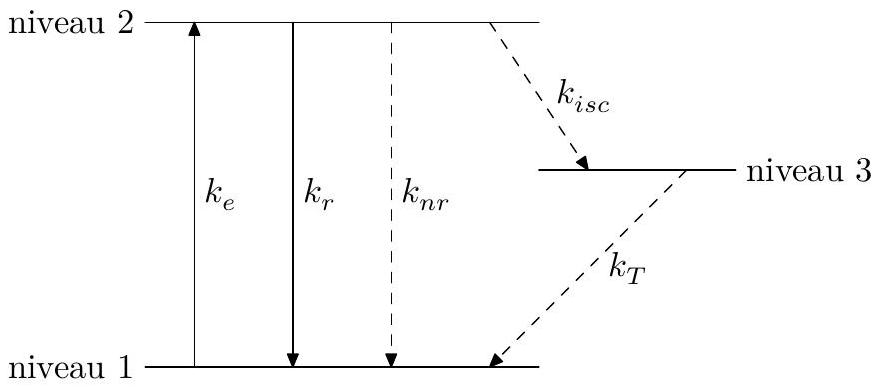 niveau 2
k_isc
niveau 3
k_e
k_r
k_nr
k_T
niveau 1